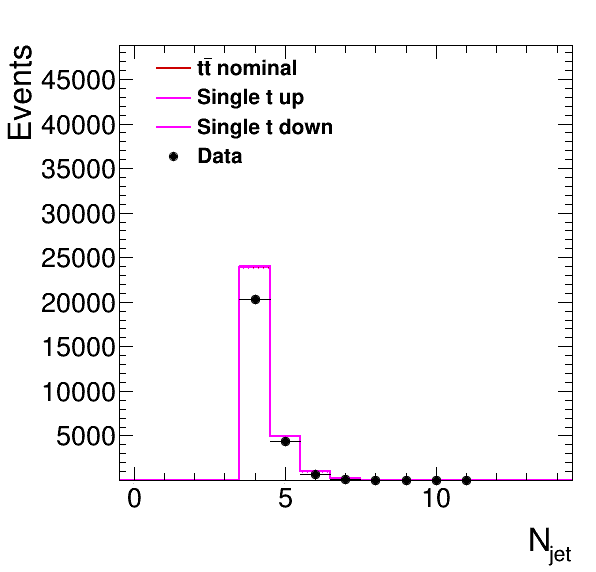 Events
45000
40000
35000
30000
25000
20000
15000
10000
5000
tt̄ nominal
Single t up
Single t down
Data
0 5 10
N_jet